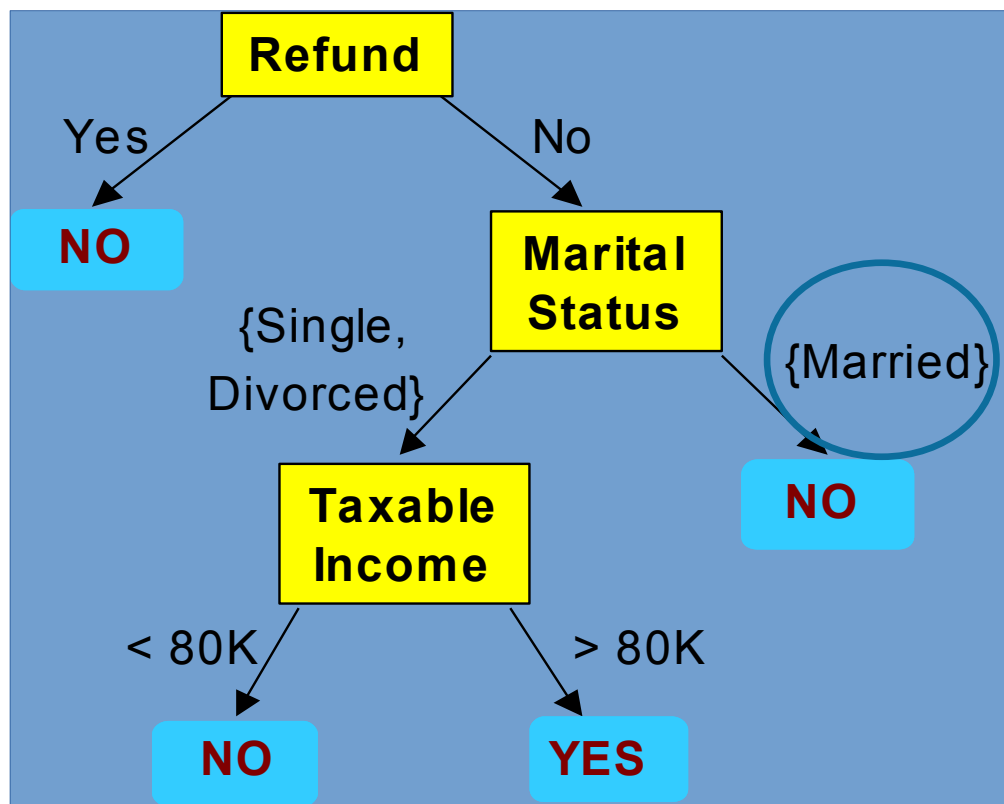 Refund
Yes
No
NO
Marital
Status
{Single,
Divorced}
{Married}
Taxable
Income
NO
< 80K
> 80K
NO
YES